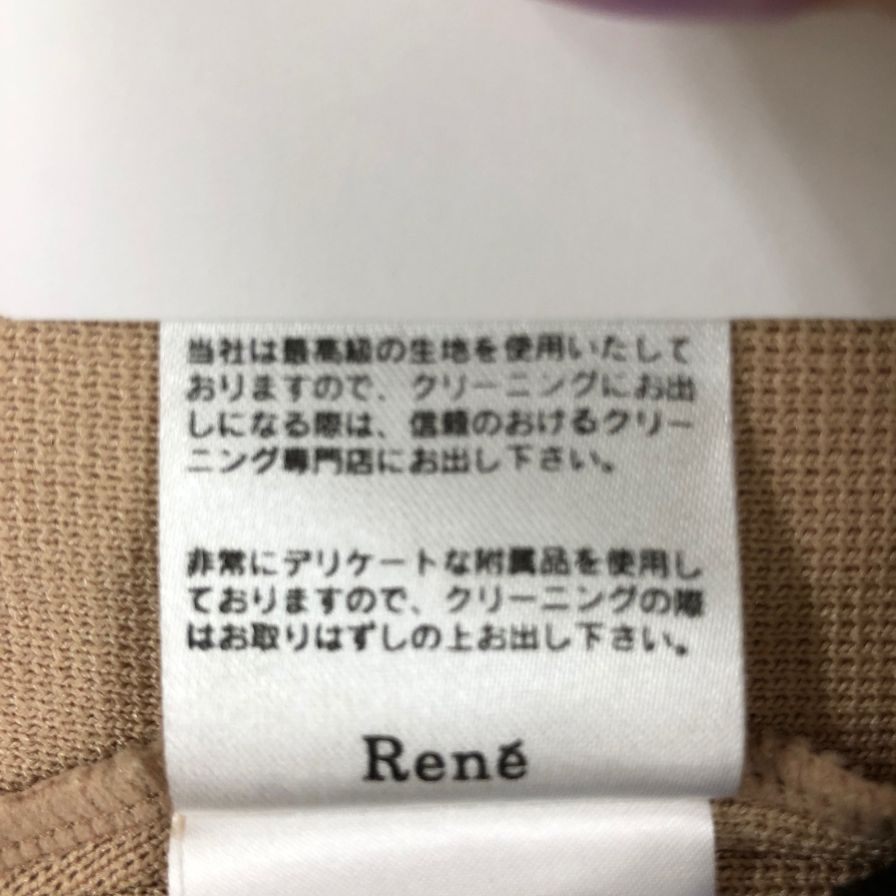 当社は最高級の生地を使用いたして
おりますので、クリーニングにお出
しになる際は、信頼のおけるクリー
ニング専門店にお出し下さい。
非常にデリケートな附属品を使用し
ておりますので、クリーニングの際
はお取りはずしの上お出し下さい。
René